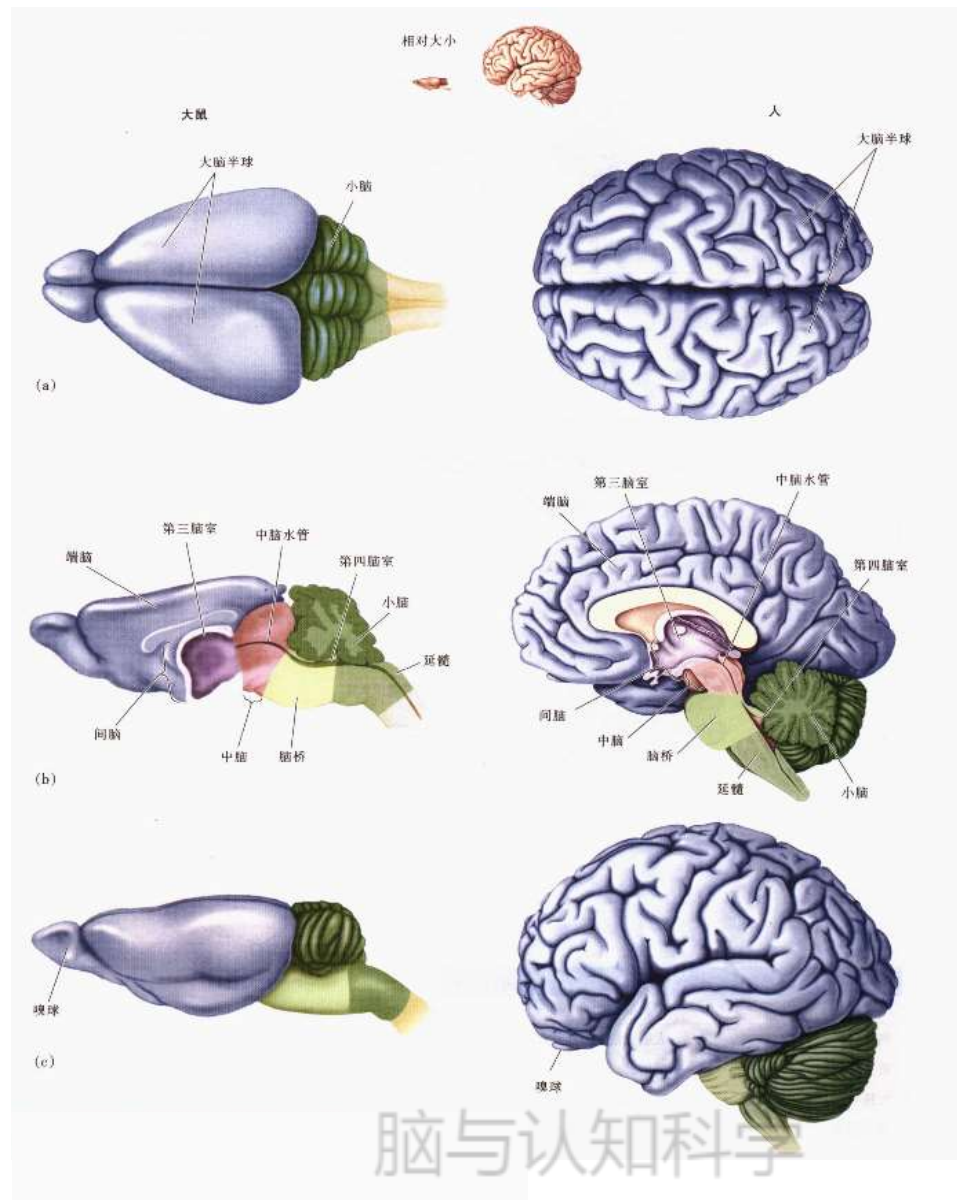 相对大小
大鼠
人
大脑半球
小脑
大脑半球
(a)
第三脑室
中脑水管
端脑
第四脑室
小脑
延髓
间脑
中脑
脑桥
第三脑室
中脑水管
端脑
第四脑室
间脑
中脑
脑桥
延髓
小脑
(b)
嗅球
(c)
嗅球
脑与认知科学